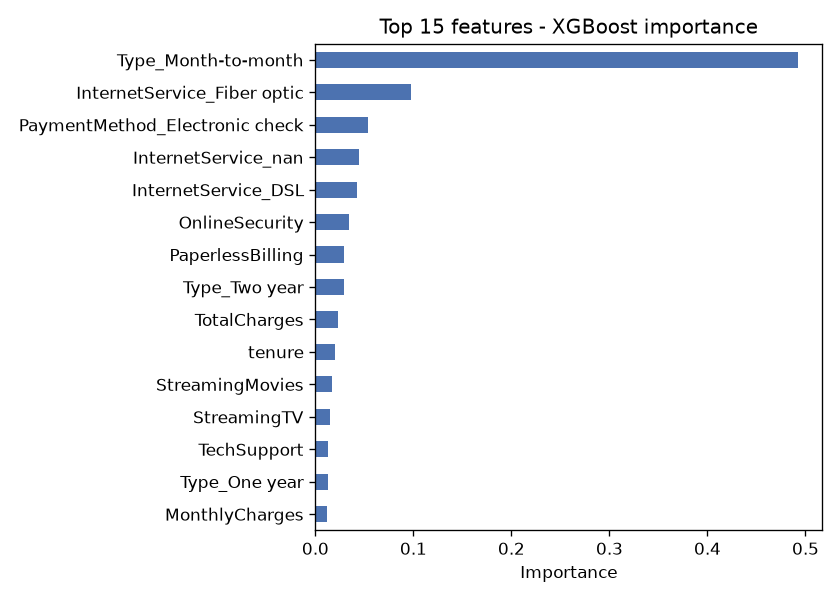 Top 15 features - XGBoost importance
Type_Month-to-month
InternetService_Fiber optic
PaymentMethod_Electronic check
InternetService_nan
InternetService_DSL
OnlineSecurity
PaperlessBilling
Type_Two year
TotalCharges
tenure
StreamingMovies
StreamingTV
TechSupport
Type_One year
MonthlyCharges
0.0 0.1 0.2 0.3 0.4 0.5
Importance